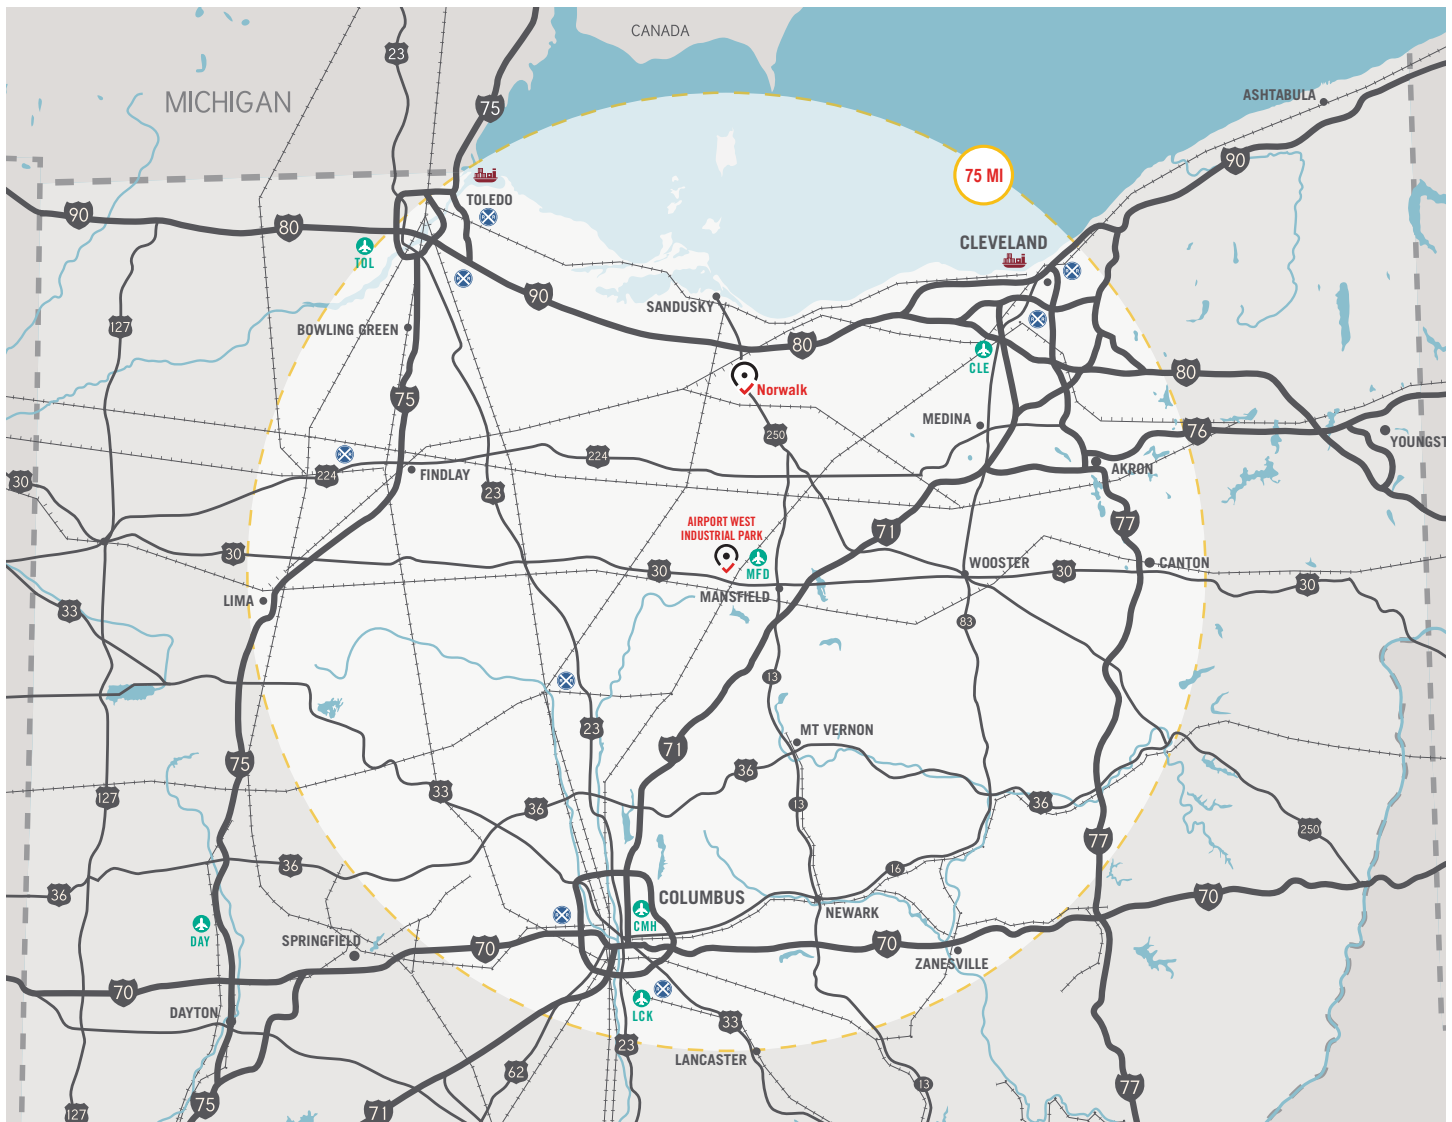 CANADA
23
MICHIGAN
75
ASHTABULA
90
75 MI
TOLEDO
90
80
CLEVELAND
TOL
90
SANDUSKY
127
BOWLING GREEN
80
CLE
80
Norwalk
75
MEDINA
250
76
YOUNGST
224
224
FINDLAY
AKRON
30
23
AIRPORT WEST
INDUSTRIAL PARK
71
77
30
30
MFD
WOOSTER
30
CANTON
30
MANSFIELD
LIMA
33
83
13
23
MT VERNON
71
75
36
33
127
36
13
36
250
77
36
36
16
COLUMBUS
70
NEWARK
CMH
DAY
SPRINGFIELD
70
70
ZANESVILLE
70
LCK
DAYTON
33
23
LANCASTER
62
13
77
75
71
127